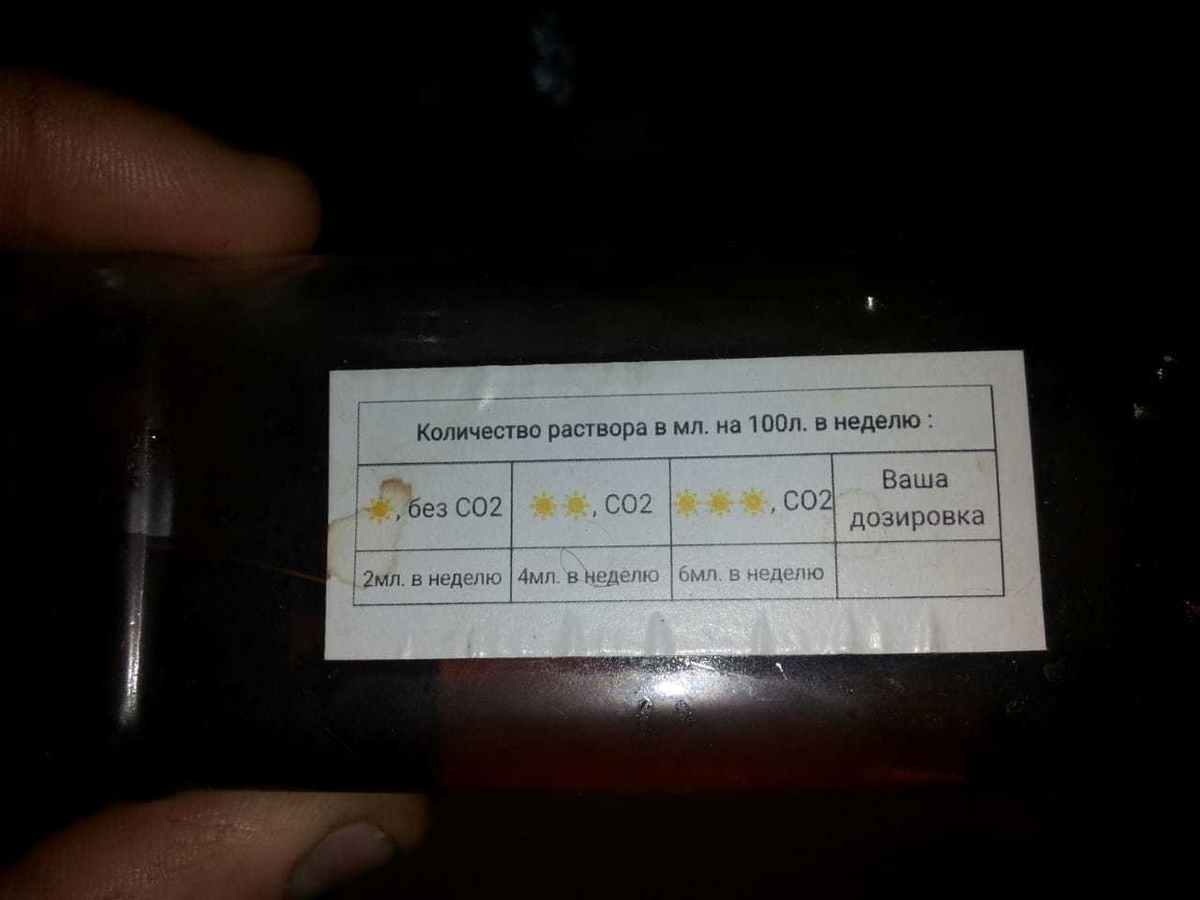 Количество раствора в мл. на 100л. в неделю :
☀, без CO2
☀☀, CO2
☀☀☀, CO2
Ваша
дозировка
2мл. в неделю
4мл. в неделю
6мл. в неделю